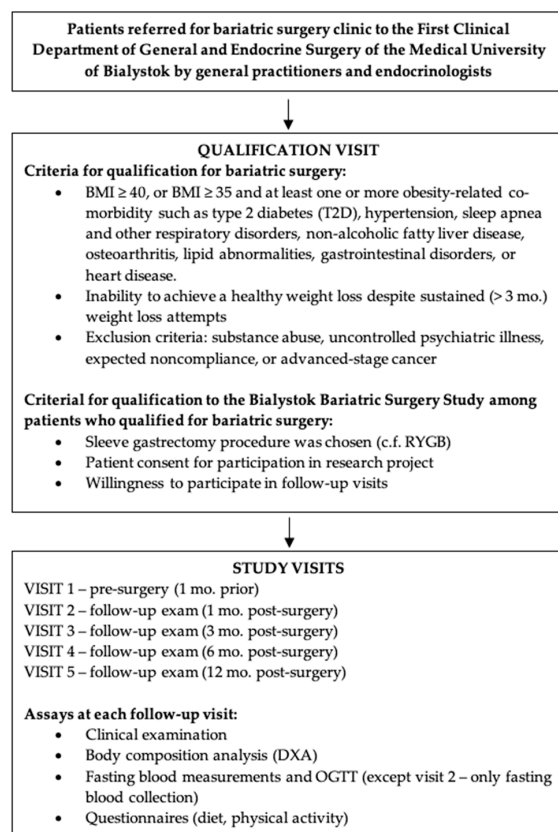 Patients referred for bariatric surgery clinic to the First Clinical
Department of General and Endocrine Surgery of the Medical University
of Bialystok by general practitioners and endocrinologists
QUALIFICATION VISIT
Criteria for qualification for bariatric surgery:
• BMI ≥ 40, or BMI ≥ 35 and at least one or more obesity-related co-
morbidity such as type 2 diabetes (T2D), hypertension, sleep apnea
and other respiratory disorders, non-alcoholic fatty liver disease,
osteoarthritis, lipid abnormalities, gastrointestinal disorders, or
heart disease.
• Inability to achieve a healthy weight loss despite sustained (> 3 mo.)
weight loss attempts
• Exclusion criteria: substance abuse, uncontrolled psychiatric illness,
expected noncompliance, or advanced-stage cancer
Criterial for qualification to the Bialystok Bariatric Surgery Study among
patients who qualified for bariatric surgery:
• Sleeve gastrectomy procedure was chosen (c.f. RYGB)
• Patient consent for participation in research project
• Willingness to participate in follow-up visits
STUDY VISITS
VISIT 1 – pre-surgery (1 mo. prior)
VISIT 2 – follow-up exam (1 mo. post-surgery)
VISIT 3 – follow-up exam (3 mo. post-surgery)
VISIT 4 – follow-up exam (6 mo. post-surgery)
VISIT 5 – follow-up exam (12 mo. post-surgery)
Assays at each follow-up visit:
• Clinical examination
• Body composition analysis (DXA)
• Fasting blood measurements and OGTT (except visit 2 – only fasting
blood collection)
• Questionnaires (diet, physical activity)